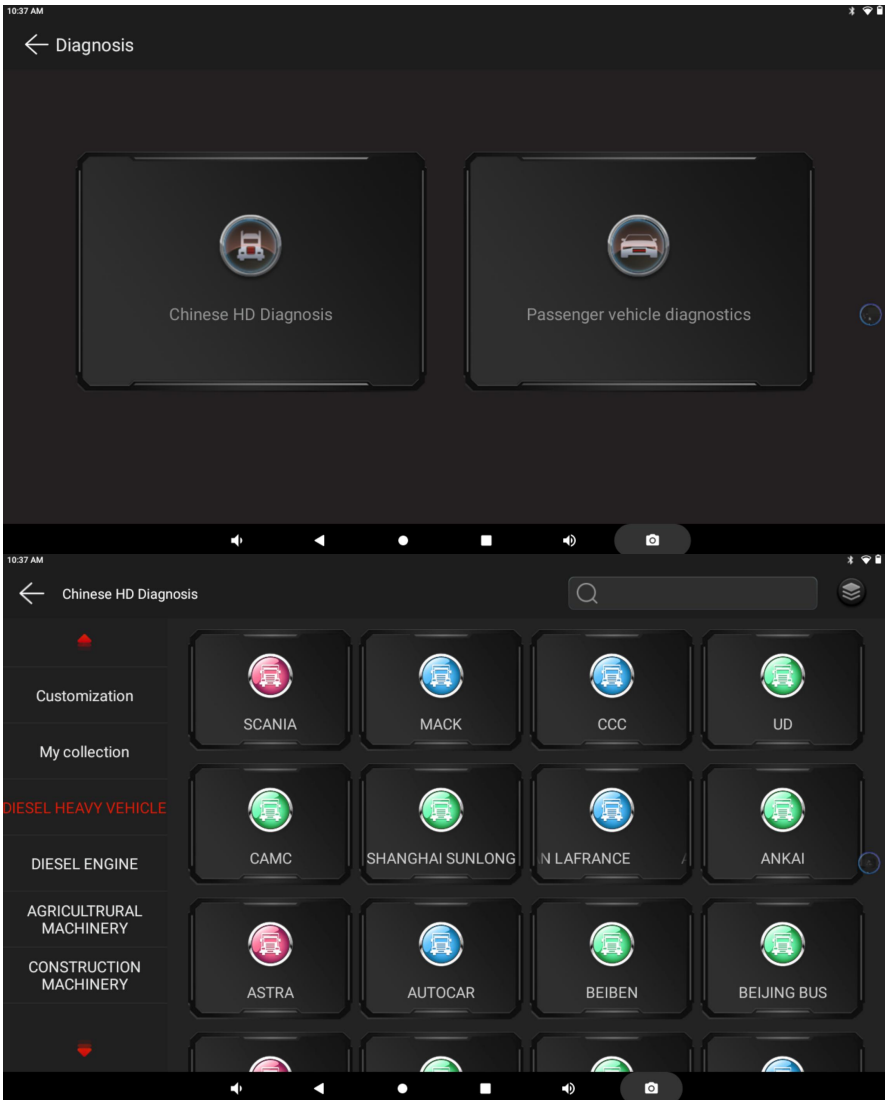 10:37 AM
Diagnosis
Chinese HD Diagnosis
Passenger vehicle diagnostics
10:37 AM
Chinese HD Diagnosis
Customization
My collection
DIESEL HEAVY VEHICLE
DIESEL ENGINE
AGRICULTRURAL
MACHINERY
CONSTRUCTION
MACHINERY
SCANIA
MACK
CCC
UD
CAMC
SHANGHAI SUNLONG
N LAFRANCE
ANKAI
ASTRA
AUTOCAR
BEIBEN
BEIJING BUS